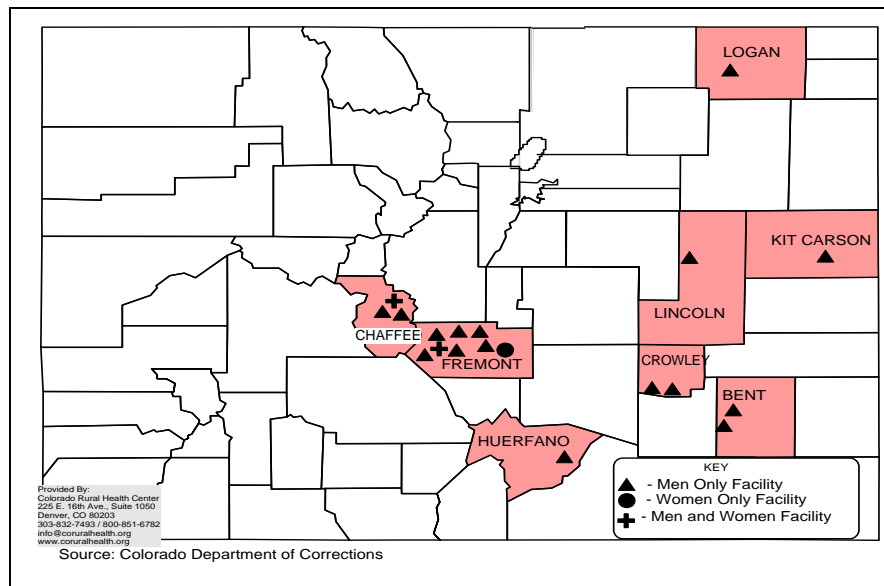 LOGAN
KIT CARSON
LINCOLN
CHAFFEE
FREMONT
CROWLEY
BENT
HUERFANO
KEY
- Men Only Facility
- Women Only Facility
- Men and Women Facility
Provided By:
Colorado Rural Health Center
225 E. 16th Ave., Suite 1050
Denver, CO 80203
303-832-7493 / 800-851-6782
info@coruralhealth.org
www.coruralhealth.org
Source: Colorado Department of Corrections